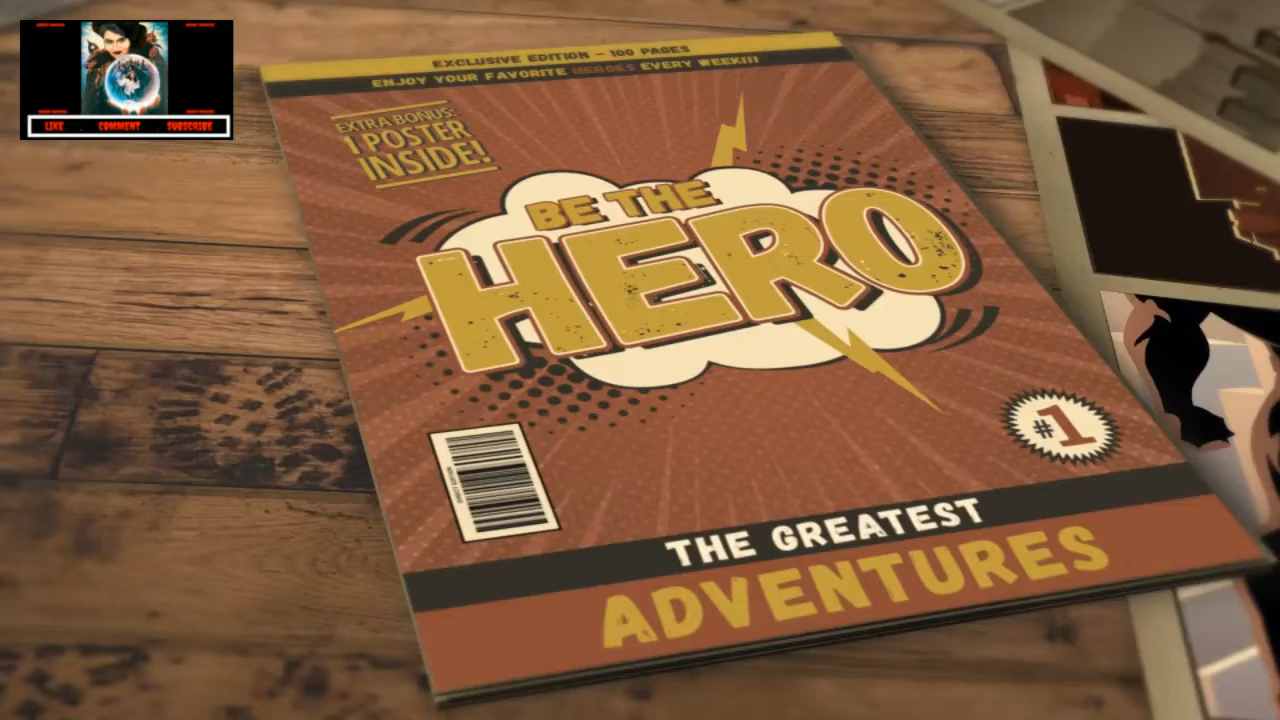 LIKE . COMMENT . SUBSCRIBE
EXCLUSIVE EDITION - 100 PAGES
ENJOY YOUR FAVORITE HEROES EVERY WEEK!!!
EXTRA BONUS:
1 POSTER
INSIDE!
BE THE
HERO
#1
THE GREATEST
ADVENTURES